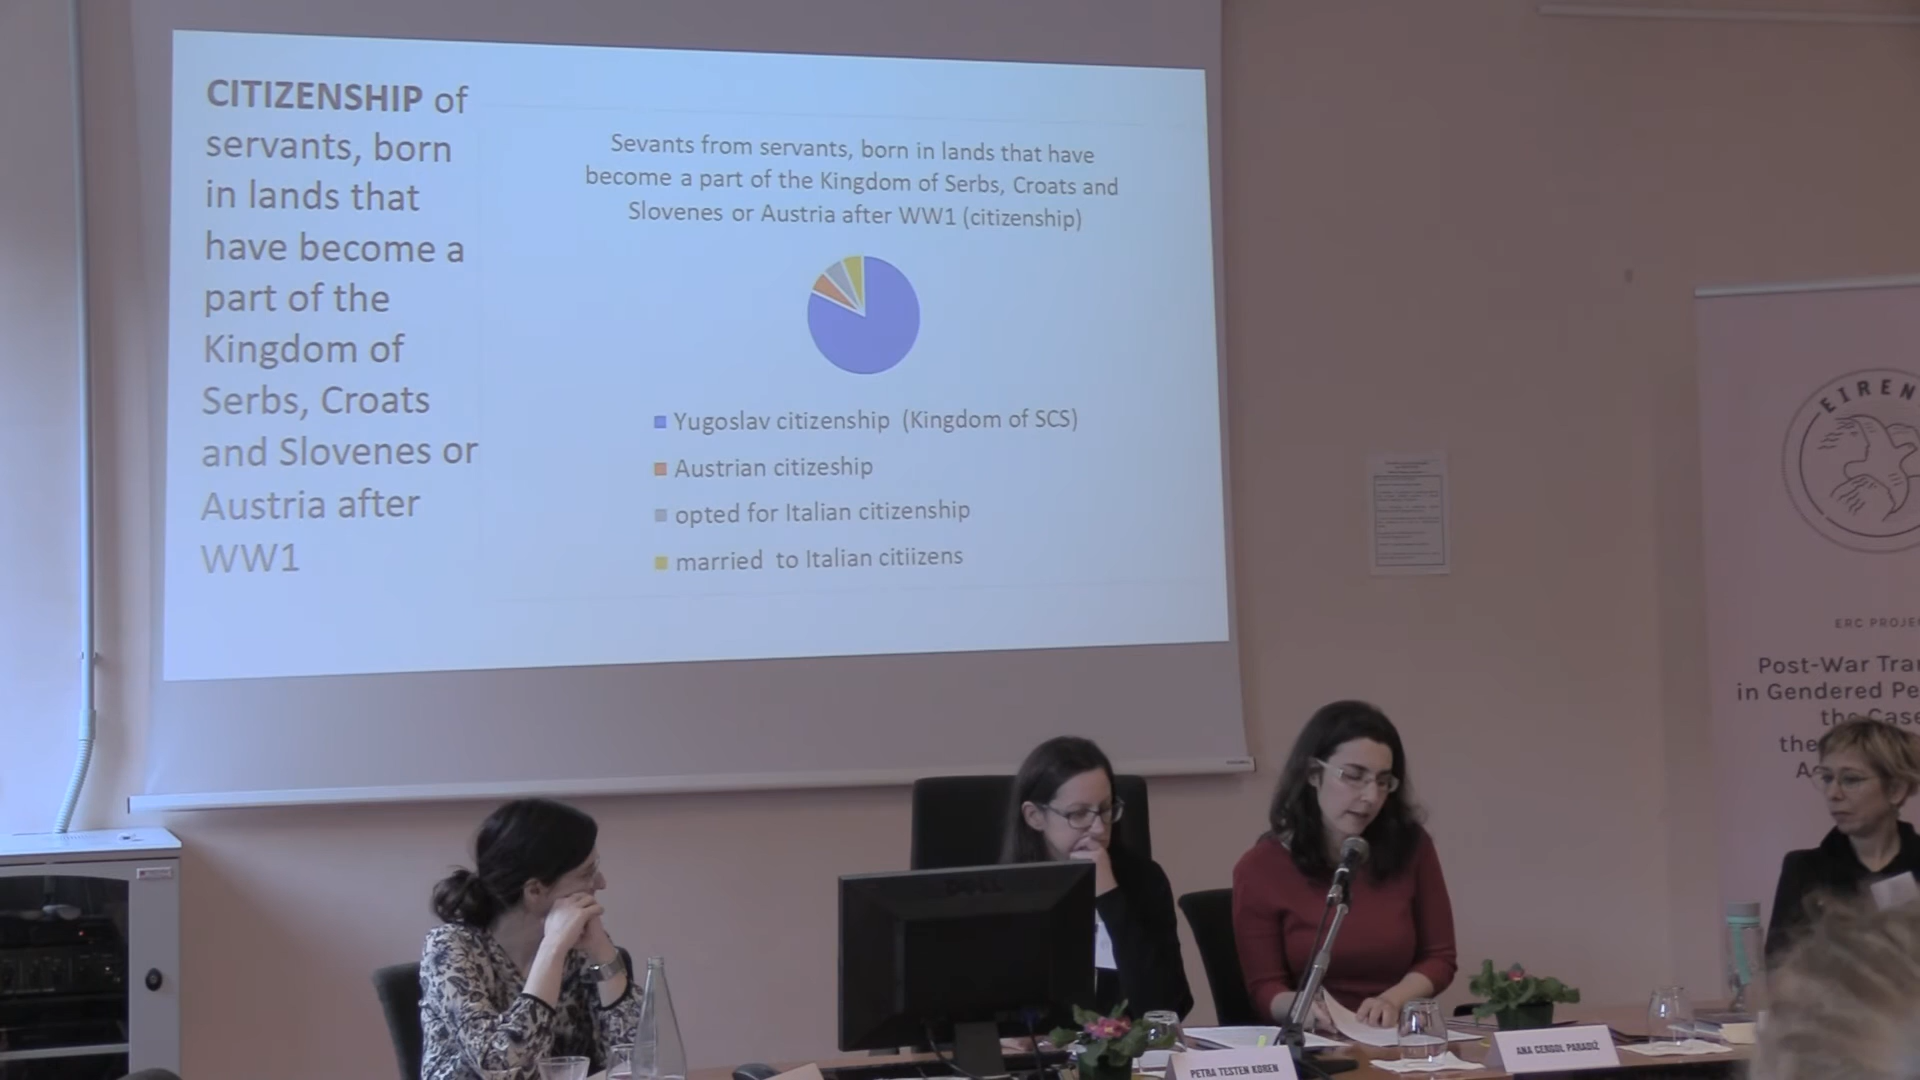 CITIZENSHIP of
servants, born
in lands that
have become a
part of the
Kingdom of
Serbs, Croats
and Slovenes or
Austria after
WW1
Sevants from servants, born in lands that have
become a part of the Kingdom of Serbs, Croats and
Slovenes or Austria after WW1 (citizenship)
Yugoslav citizenship (Kingdom of SCS)
Austrian citizeship
opted for Italian citizenship
married to Italian citiizens
EIREN
ERC PROJE
Post-War Tra
in Gendered Pe
the Case
the
A
DELL
PETRA TESTEN KOREN
ANA CERGOL PARADIŽ